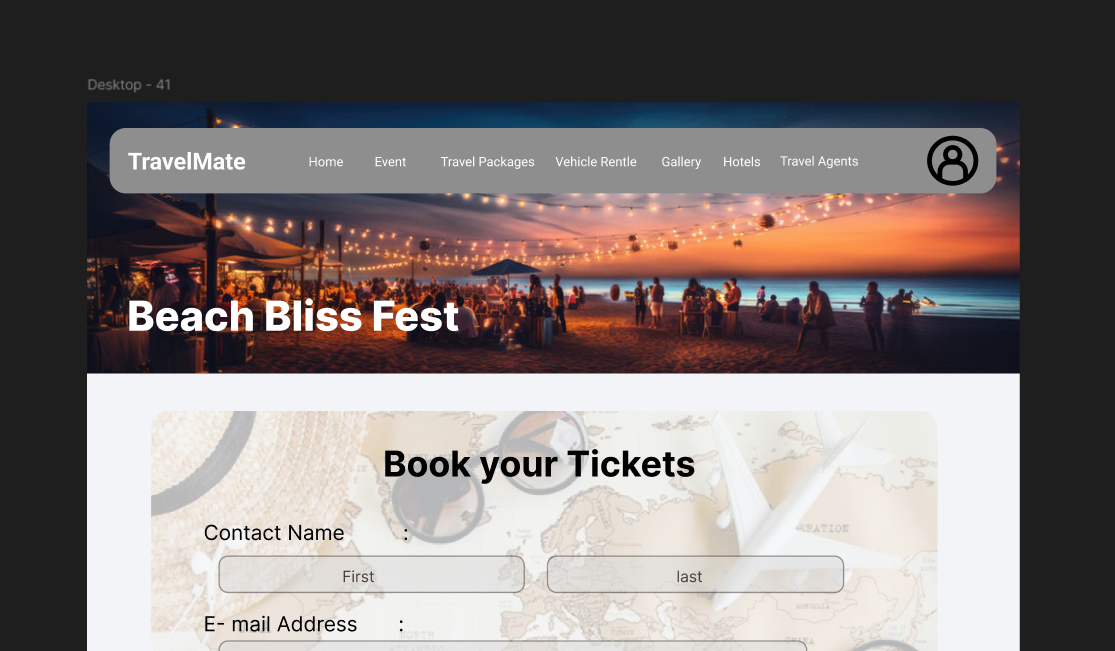 Desktop - 41
TravelMate Home Event Travel Packages Vehicle Rentle Gallery Hotels Travel Agents
Beach Bliss Fest
Book your Tickets
Contact Name :
First last
E- mail Address :